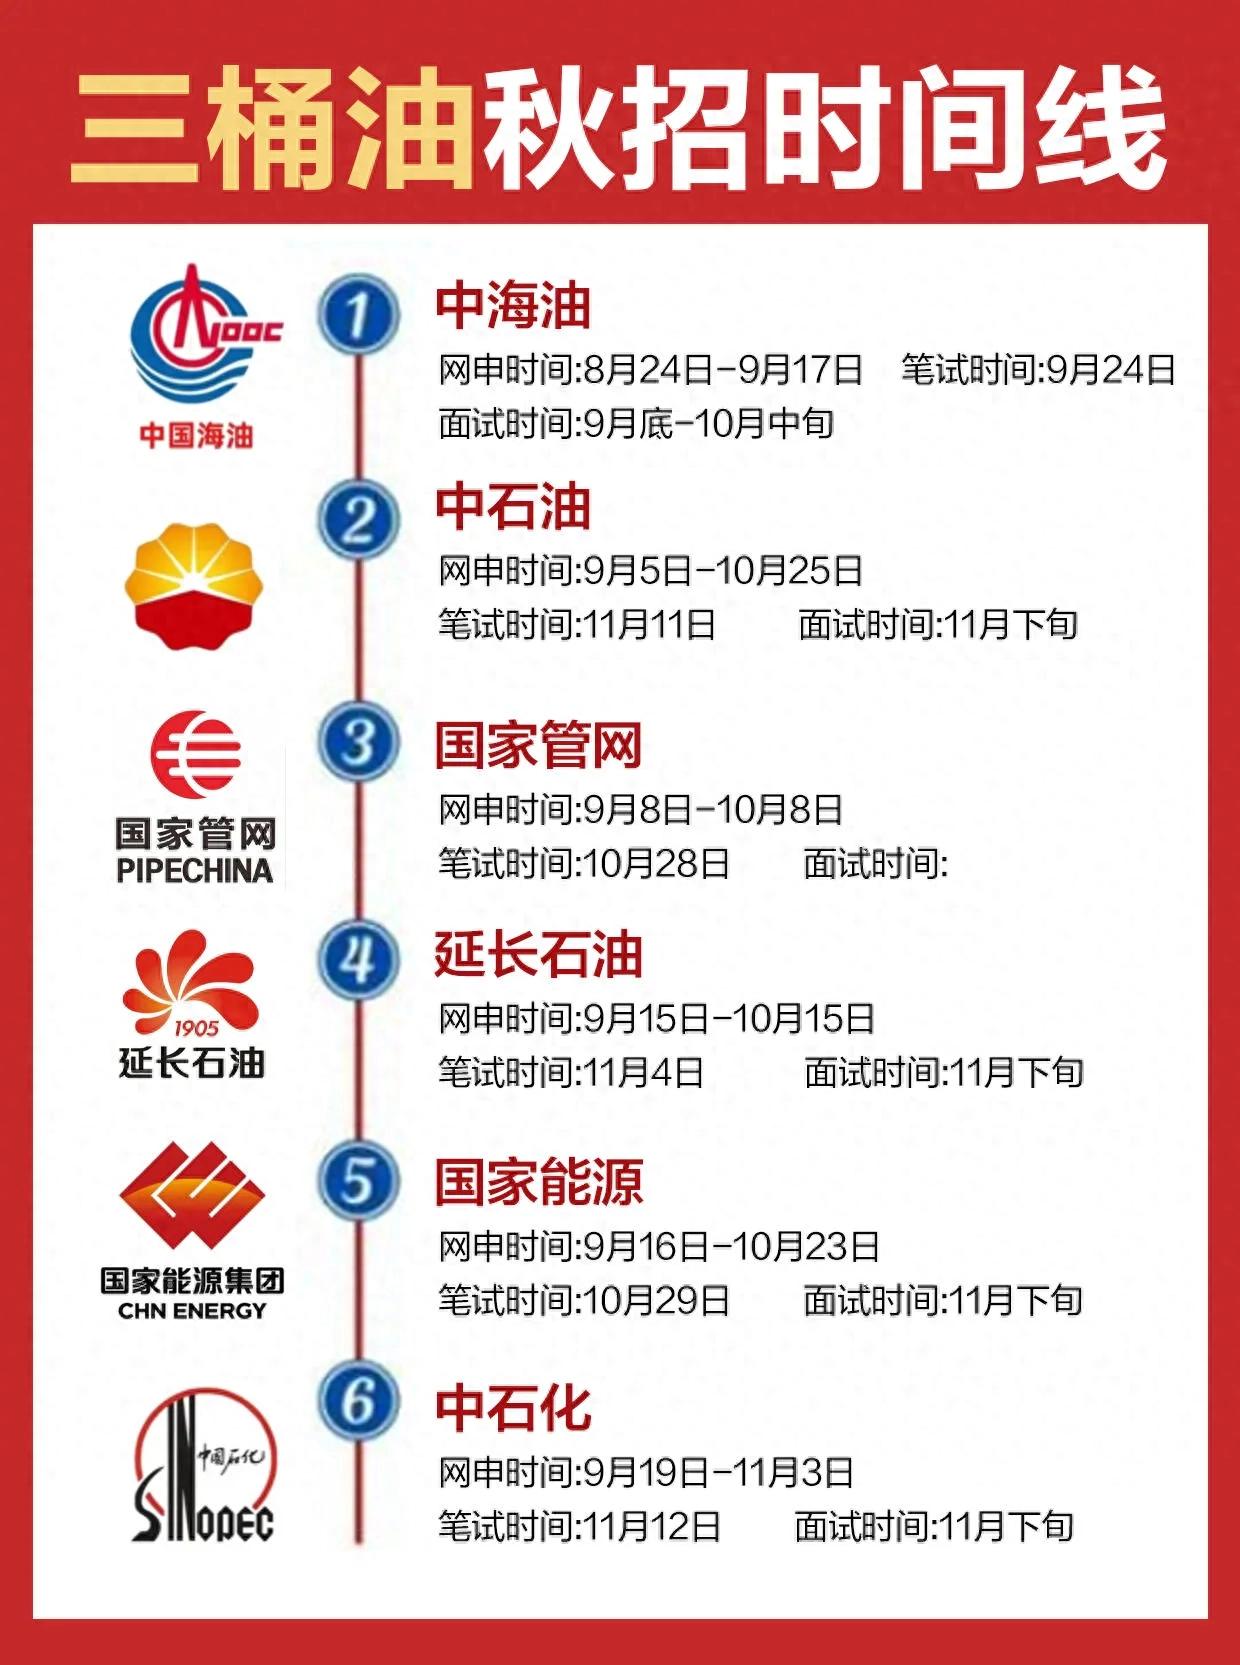 三桶油秋招时间线
NOOC
中国海油
1
中海油
网申时间:8月24日-9月17日 笔试时间:9月24日
面试时间:9月底-10月中旬
2
中石油
网申时间:9月5日-10月25日
笔试时间:11月11日 面试时间:11月下旬
国家管网
PIPECHINA
3
国家管网
网申时间:9月8日-10月8日
笔试时间:10月28日 面试时间:
1905
延长石油
4
延长石油
网申时间:9月15日-10月15日
笔试时间:11月4日 面试时间:11月下旬
国家能源集团
CHN ENERGY
5
国家能源
网申时间:9月16日-10月23日
笔试时间:10月29日 面试时间:11月下旬
中国石化
SINOPEC
6
中石化
网申时间:9月19日-11月3日
笔试时间:11月12日 面试时间:11月下旬